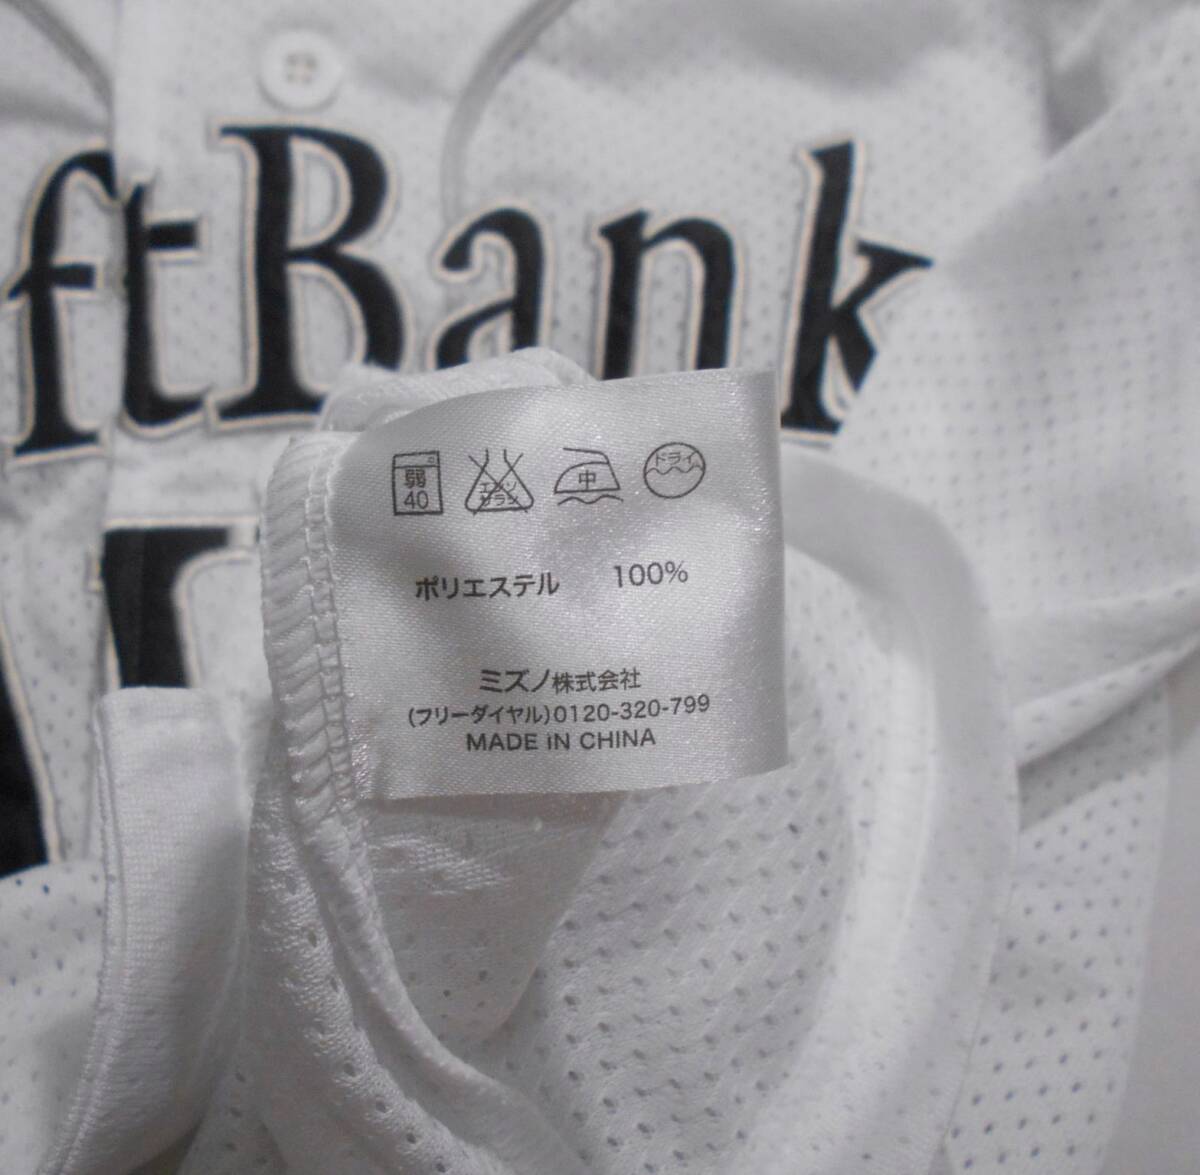 ftBank
弱 40
エンソ サラシ
中
ドライ
ポリエステル 100%
ミズノ株式会社
(フリーダイヤル)0120-320-799
MADE IN CHINA